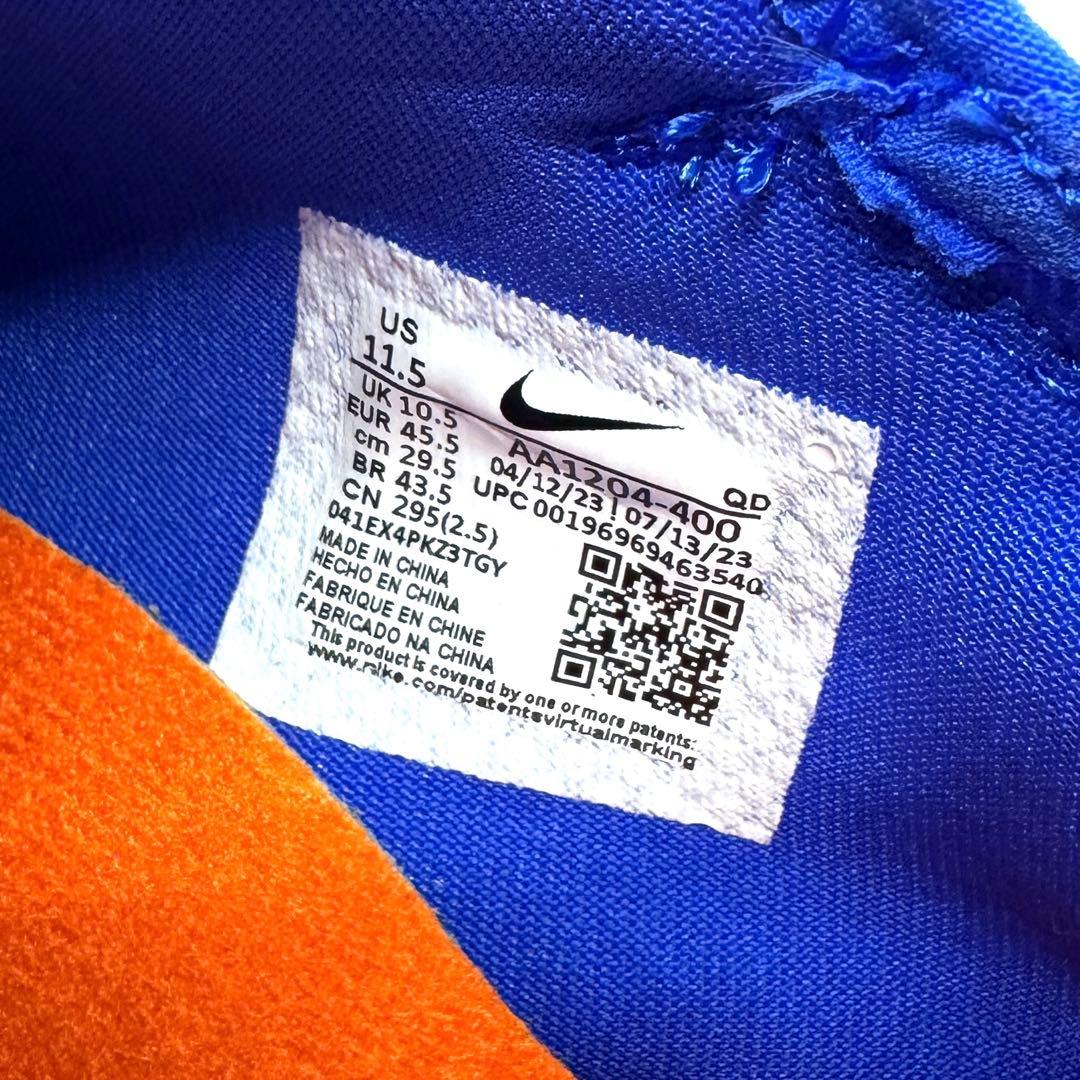 US
11.5
UK 10.5
EUR 45.5
cm 29.5
BR 43.5
CN 295(2.5)
041EX4PKZ3TGY
MADE IN CHINA
HECHO EN CHINA
FABRIQUE EN CHINE
FABRICADO NA CHINA
This product is covered by one or more patents:
www.nike.com/patentsvirtualmarking
QD
AA1204-400
04/12/23 | 07/13/23
UPC 00196969463540